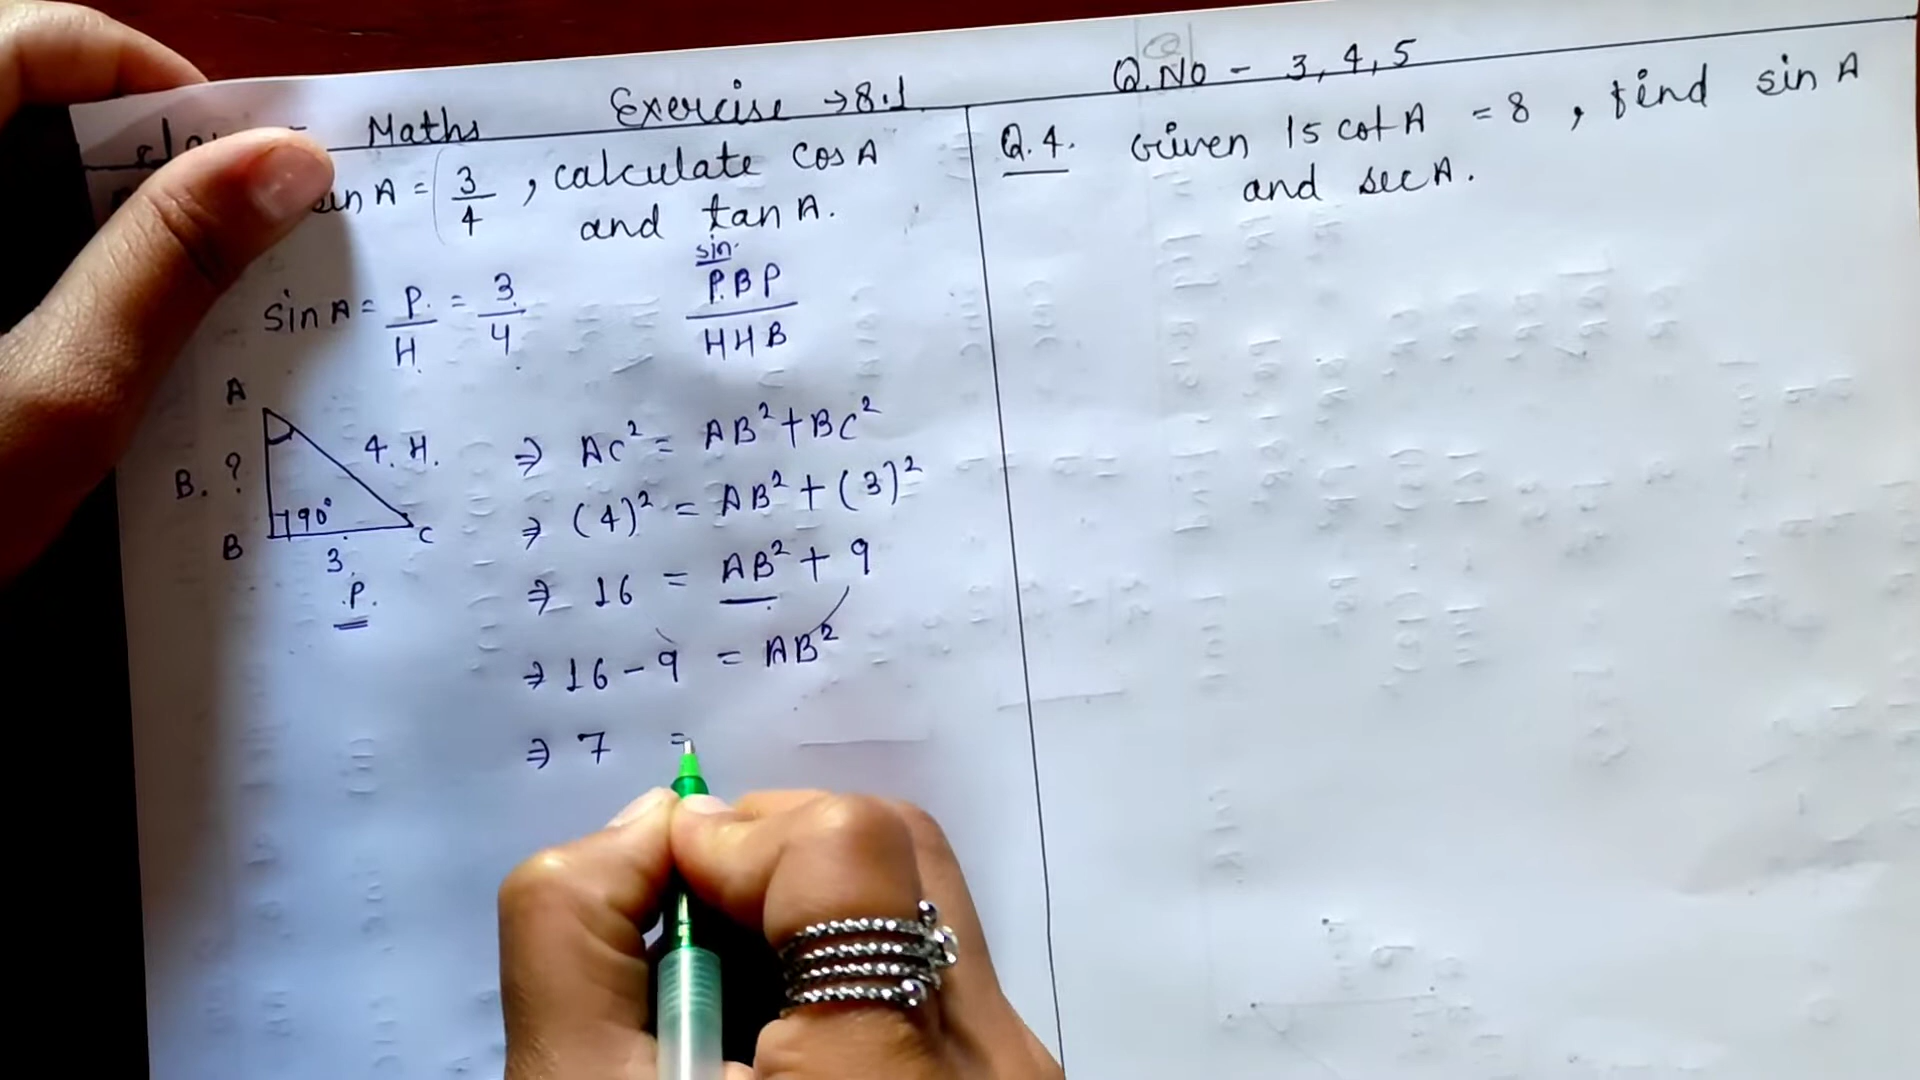 Maths Exercise → 8.1 Q.No - 3, 4, 5
sin A = 3/4 , calculate cos A
and tan A.
sin A = P/H = 3/4
sin
P B P
H H B
A
4. H.
B. ?
90°
B
C
3.
P.
⇒ AC² = AB² + BC²
⇒ (4)² = AB² + (3)²
⇒ 16 = AB² + 9
⇒ 16 - 9 = AB²
⇒ 7 =
Q.4. Given 15 cot A = 8 , find sin A
and sec A.